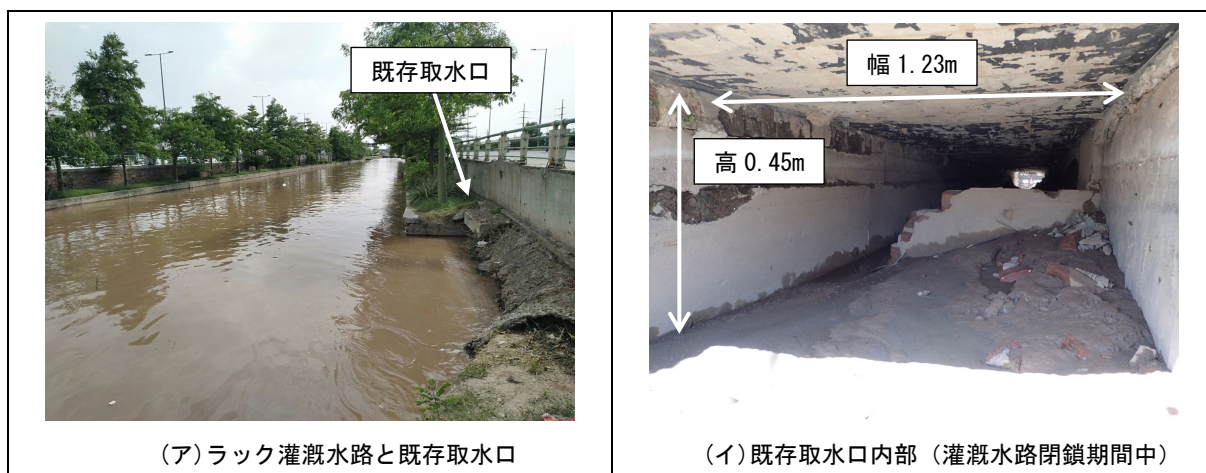 既存取水口
幅 1.23m
高 0.45m
(ア)ラック灌漑水路と既存取水口
(イ)既存取水口内部（灌漑水路閉鎖期間中）